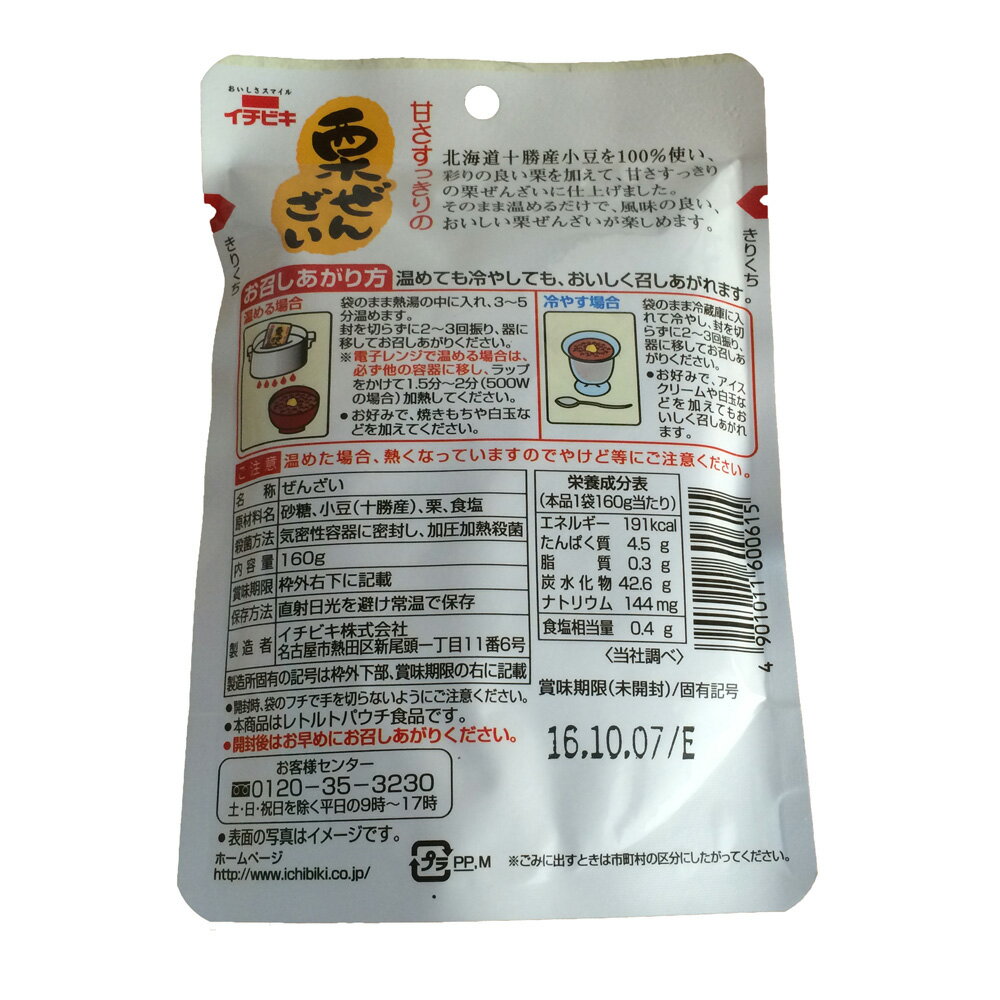 おいしさスマイル
イチビキ
甘さすっきりの
栗ぜんざい
北海道十勝産小豆を100%使い、
彩りの良い栗を加えて、甘さすっきり
の栗ぜんざいに仕上げました。
そのまま温めるだけで、風味の良い、
おいしい栗ぜんざいが楽しめます。
きりくち
きりくち
お召しあがり方 温めても冷やしても、おいしく召しあがれます。
温める場合
袋のまま熱湯の中に入れ、3〜5
分温めます。
封を切らずに2〜3回振り、器に
移してお召しあがりください。
※電子レンジで温める場合は、
必ず他の容器に移し、ラップ
をかけて1.5分〜2分(500W
の場合)加熱してください。
●お好みで、焼きもちや白玉な
どを加えてください。
冷やす場合
袋のまま冷蔵庫に入
れて冷やし、封を切
らずに2〜3回振り、
器に移してお召しあ
がりください。
●お好みで、アイス
クリームや白玉な
どを加えてもお
いしく召しあがれ
ます。
ご注意 温めた場合、熱くなっていますのでやけど等にご注意ください。
名称 ぜんざい
原材料名 砂糖、小豆(十勝産)、栗、食塩
殺菌方法 気密性容器に密封し、加圧加熱殺菌
内容量 160g
賞味期限 枠外右下に記載
保存方法 直射日光を避け常温で保存
製造者 イチビキ株式会社
名古屋市熱田区新尾頭一丁目11番6号
製造所固有の記号は枠外下部、賞味期限の右に記載
栄養成分表
(本品1袋160g当たり)
エネルギー 191kcal
たんぱく質 4.5 g
脂質 0.3 g
炭水化物 42.6 g
ナトリウム 144mg
食塩相当量 0.4 g
〈当社調べ〉
4 901011 600615
●開封時、袋のフチで手を切らないようにご注意ください。
●本商品はレトルトパウチ食品です。
●開封後はお早めにお召しあがりください。
賞味期限(未開封)/固有記号
16.10.07/E
お客様センター
0120-35-3230
土・日・祝日を除く平日の9時〜17時
●表面の写真はイメージです。
ホームページ
http://www.ichibiki.co.jp/
プラ PP,M ※ごみに出すときは市町村の区分にしたがってください。